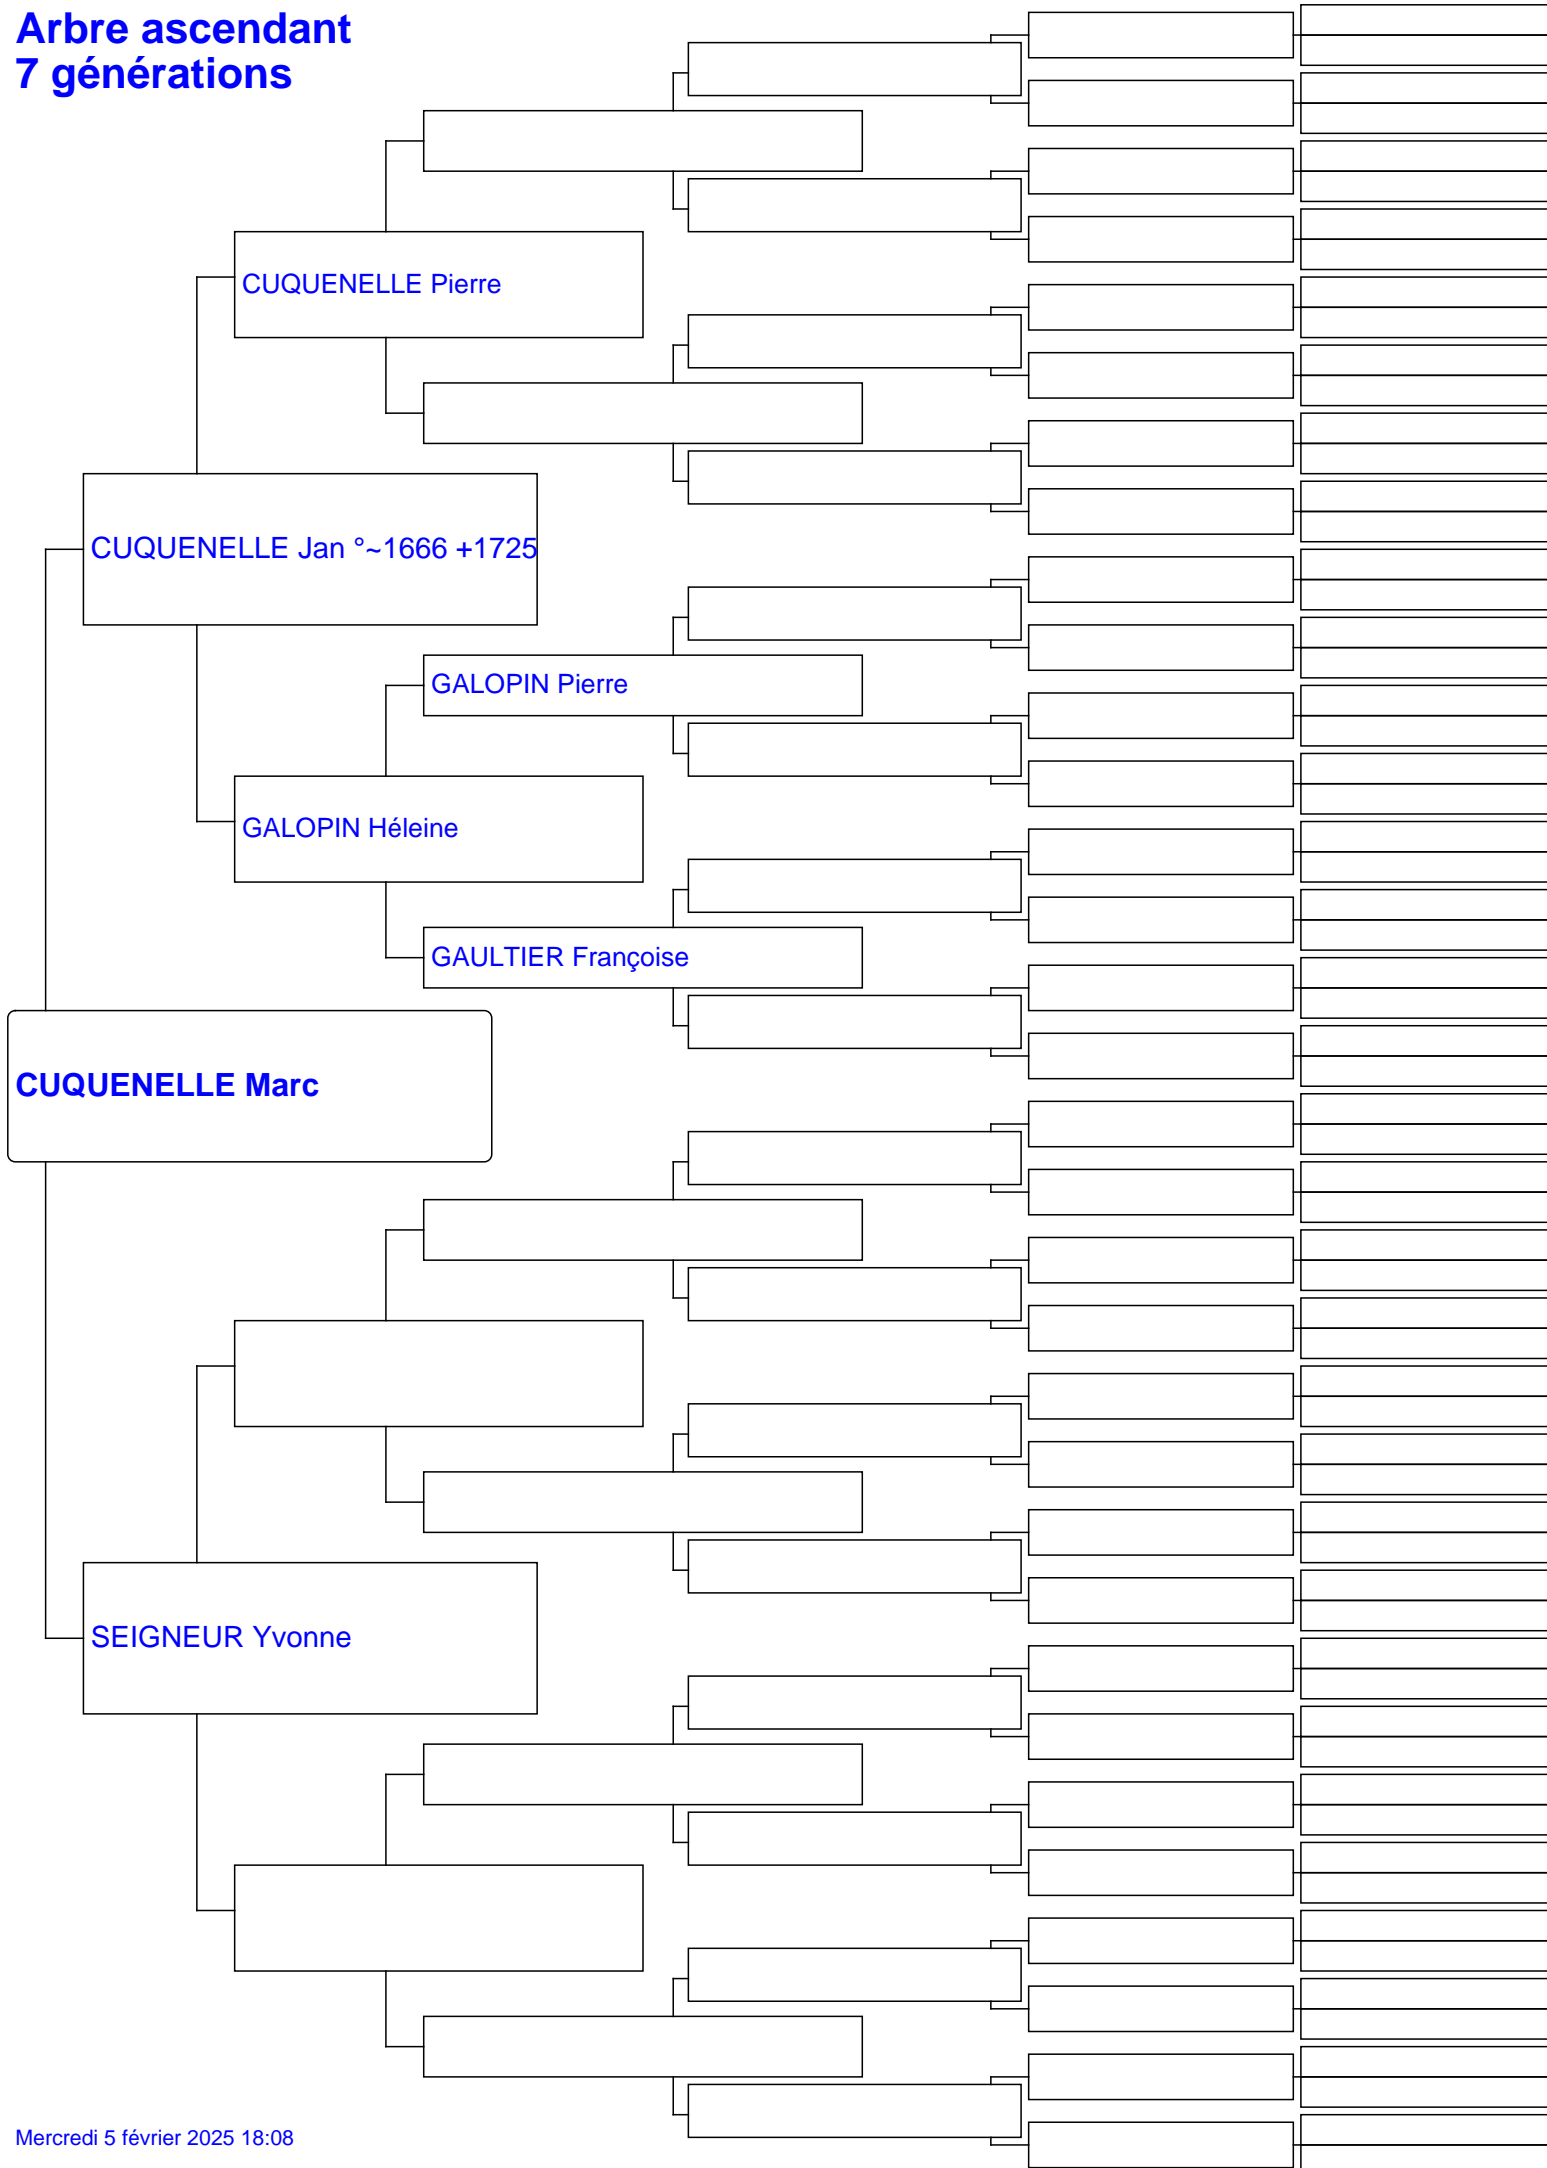 Arbre ascendant
7 générations
CUQUENELLE Pierre
CUQUENELLE Jan °~1666 +1725
GALOPIN Pierre
GALOPIN Héleine
GAULTIER Françoise
CUQUENELLE Marc
SEIGNEUR Yvonne
Mercredi 5 février 2025 18:08